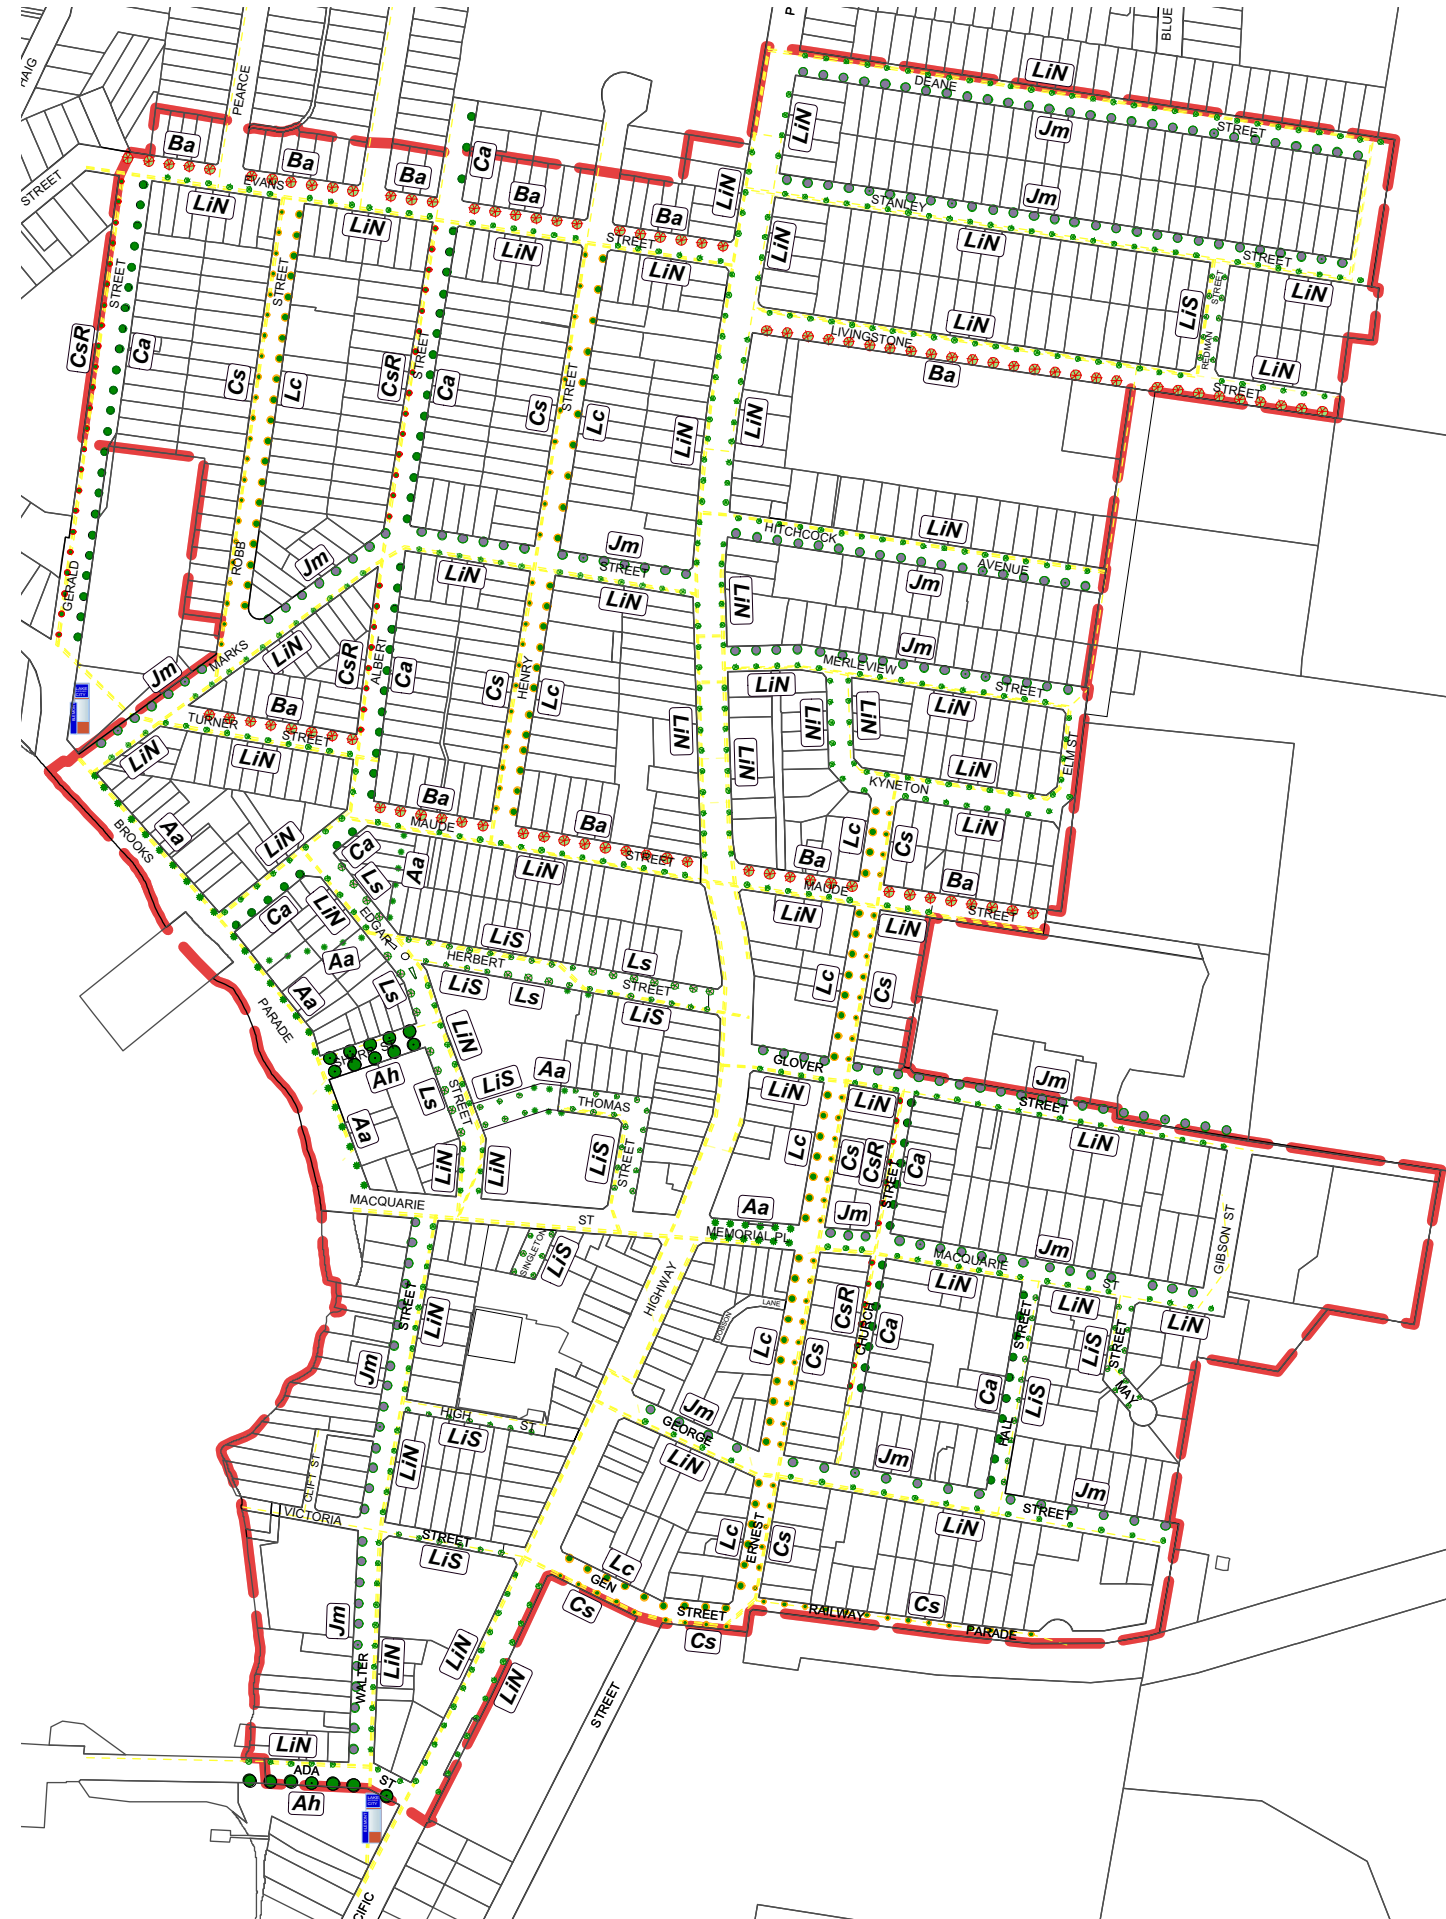 P
BLUE
HAIG
PEARCE
LiN
DEANE
STREET
Jm
LiN
Ba
Ba
Ba
Ca
Ba
Ba
LiN
EVANS
STREET
STREET
LiN
LiN
LiN
LiN
Jm
STANLEY
STREET
LiN
LiN
LiN
LiN
LIVINGSTONE
STREET
Ba
LiS
REDMAN
STREET
LiN
CsR
STREET
Ca
Cs
STREET
Lc
CsR
STREET
Ca
Cs
STREET
Lc
LiN
LiN
HITCHCOCK
AVENUE
LiN
Jm
GERALD
ROBB
Jm
Jm
STREET
LiN
LiN
LiN
Jm
MERLEVIEW
STREET
Jm
MARKS
LiN
CsR
ALBERT
Ca
Cs
HENRY
Lc
LiN
LiN
LiN
LiN
LiN
LiN
LiN
KYNETON
ELM ST
LiN
Ba
TURNER
STREET
LiN
LiN
BROOKS
Aa
LiN
Ba
MAUDE
Ba
STREET
LiN
Ca
Ls
Aa
Ba
MAUDE
Lc
Cs
Ba
STREET
LiN
LiN
Ca
LiN
EDGAR
Aa
Aa
Ls
PARADE
LiS
HERBERT
LiS
Ls
Ls
STREET
LiS
Lc
Cs
LiN
SHARP ST
Ah
Aa
Ls
STREET
LiS
Aa
THOMAS
STREET
LiS
LiN
LiN
GLOVER
LiN
Jm
STREET
LiN
LiN
Lc
Cs
CsR
STREET
Ca
Jm
MACQUARIE
ST
Aa
MEMORIAL PL
MACQUARIE
ST
Jm
GIBSON ST
SINGLETON
LiS
HIGHWAY
DOBSON
LANE
STREET
LiN
Jm
Lc
Cs
CsR
CHURCH
Ca
LiN
STREET
LiN
LiS
STREET
LiN
MAY
Ca
LiS
HALL
HIGH
ST
LiS
LiN
Jm
GEORGE
LiN
Jm
Jm
STREET
LiN
CLIFT ST
VICTORIA
STREET
LiS
Lc
ERNEST
Cs
Lc
GEN
Cs
STREET
Cs
RAILWAY
Cs
PARADE
Jm
WALTER
LiN
LiN
LiN
STREET
LiN
ADA
ST
Ah
CIFIC